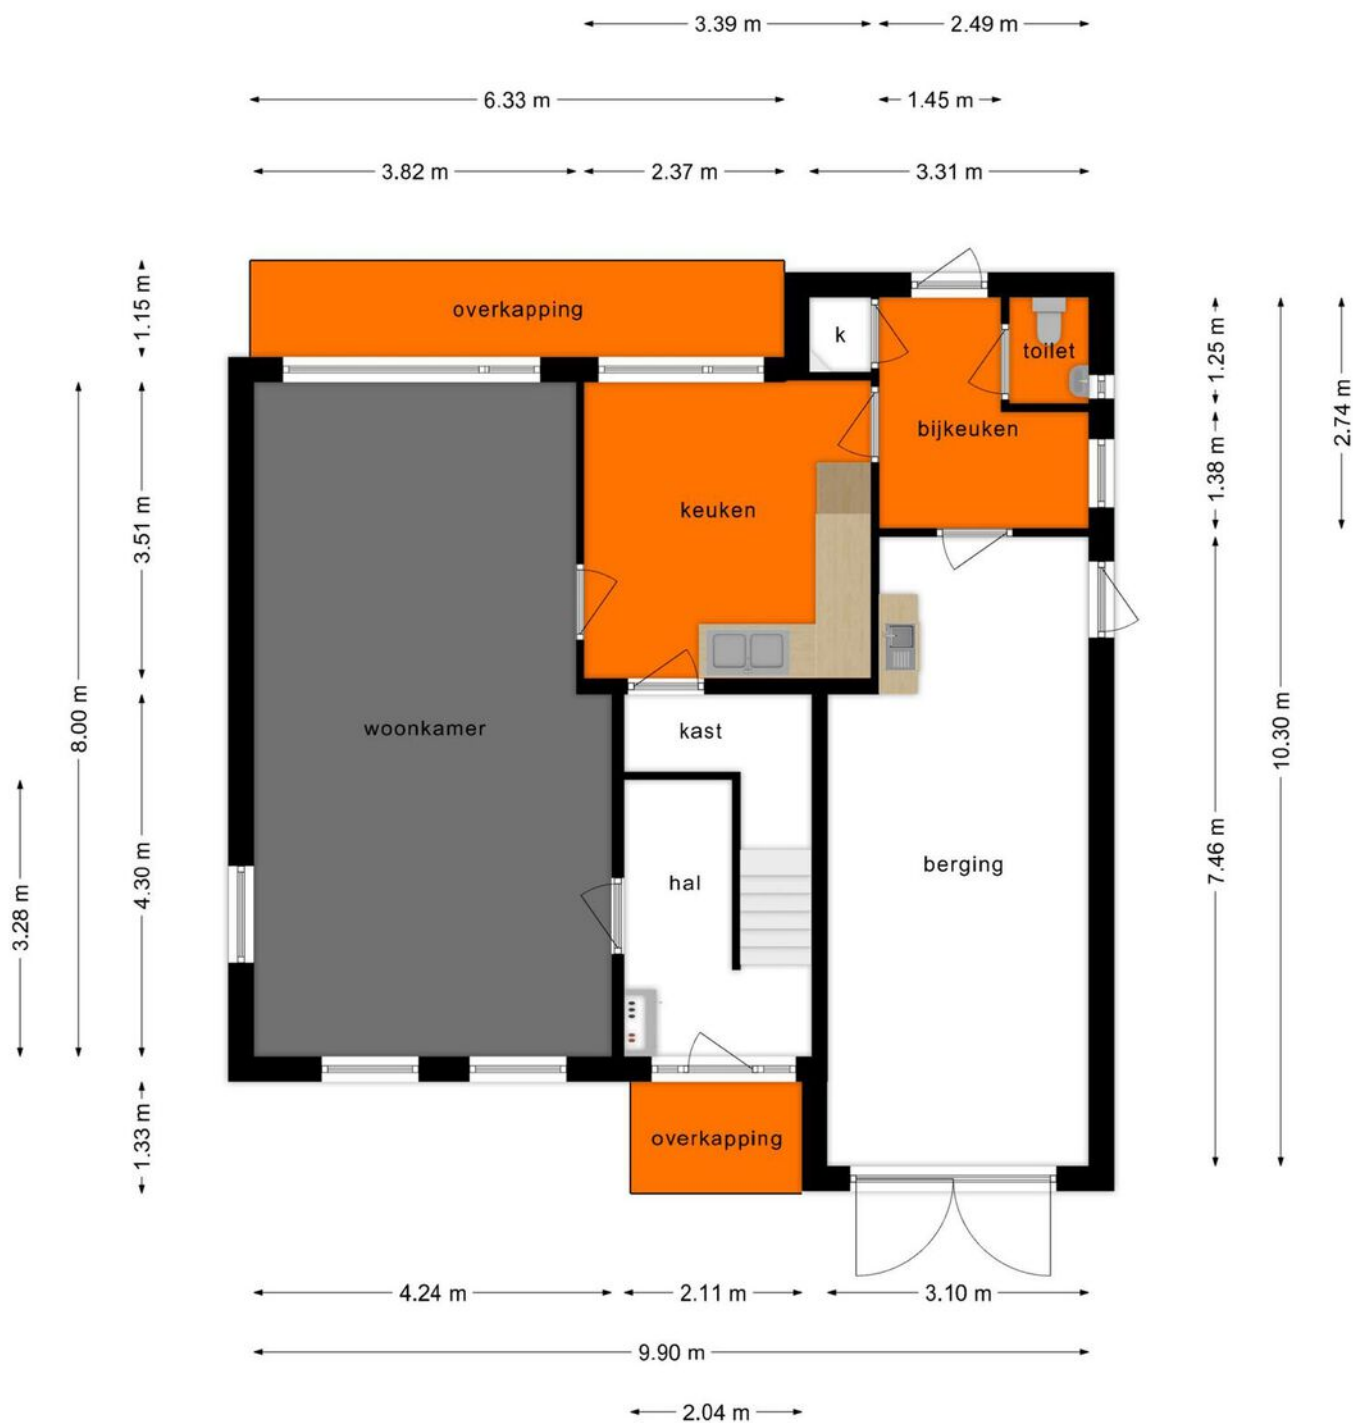 3.39 m
2.49 m
6.33 m
1.45 m
3.82 m
2.37 m
3.31 m
1.15 m
overkapping
k
toilet
1.25 m
2.74 m
bijkeuken
1.38 m
3.51 m
keuken
8.00 m
woonkamer
kast
10.30 m
3.28 m
4.30 m
hal
berging
7.46 m
1.33 m
overkapping
4.24 m
2.11 m
3.10 m
9.90 m
2.04 m